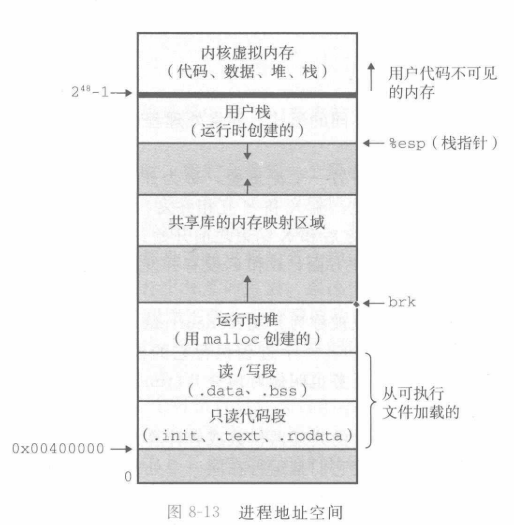 内核虚拟内存
（代码、数据、堆、栈）
用户代码不可见
的内存
2⁴⁸-1
用户栈
（运行时创建的）
%esp（栈指针）
共享库的内存映射区域
brk
运行时堆
（用 malloc 创建的）
读/写段
（.data、.bss）
从可执行
文件加载的
只读代码段
（.init、.text、.rodata）
0x00400000
0
图 8-13 进程地址空间